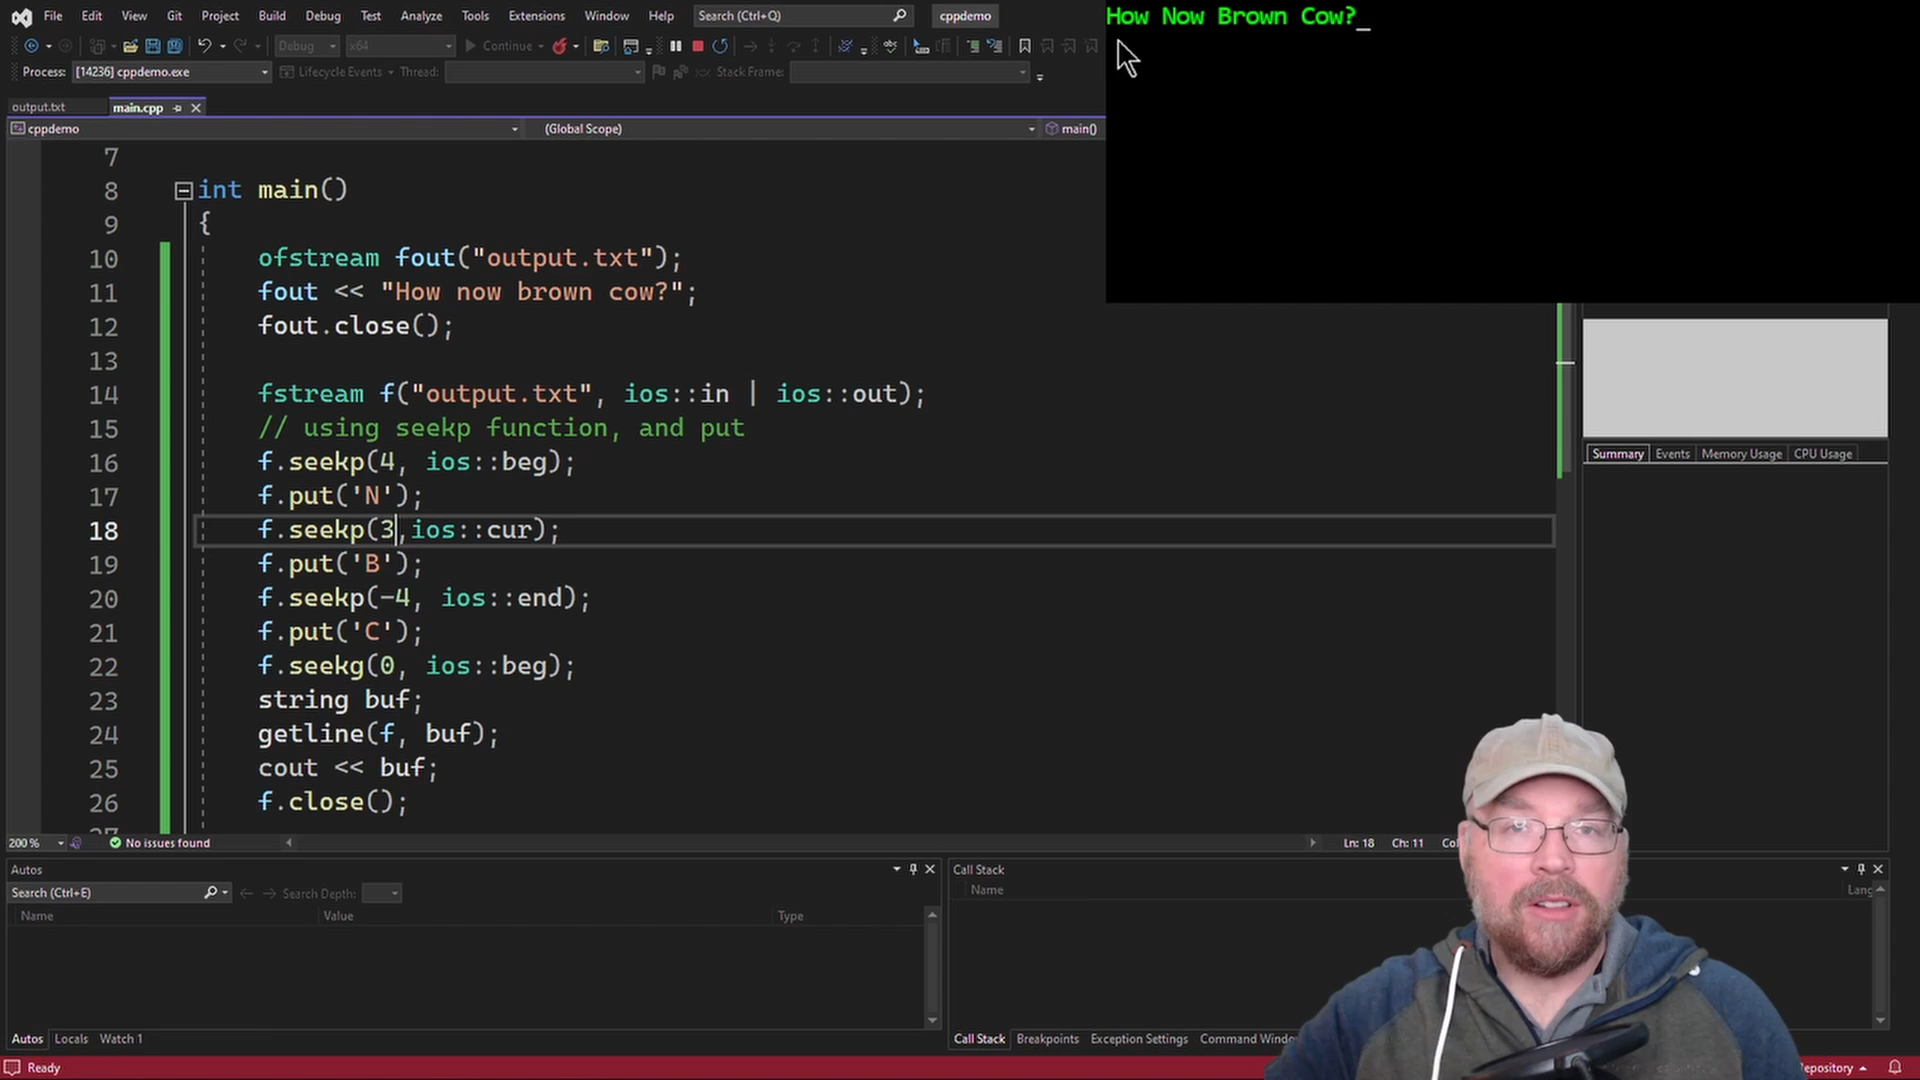 File Edit View Git Project Build Debug Test Analyze Tools Extensions Window Help Search (Ctrl+Q) cppdemo
Debug x64 Continue
Process: [14236] cppdemo.exe Lifecycle Events Thread: Stack Frame:
output.txt main.cpp
cppdemo (Global Scope) main()
How Now Brown Cow?_
7
8 int main()
9 {
10 ofstream fout("output.txt");
11 fout << "How now brown cow?";
12 fout.close();
13
14 fstream f("output.txt", ios::in | ios::out);
15 // using seekp function, and put
16 f.seekp(4, ios::beg);
17 f.put('N');
18 f.seekp(3,ios::cur);
19 f.put('B');
20 f.seekp(-4, ios::end);
21 f.put('C');
22 f.seekg(0, ios::beg);
23 string buf;
24 getline(f, buf);
25 cout << buf;
26 f.close();
Summary Events Memory Usage CPU Usage
200 % No issues found Ln: 18 Ch: 11
Autos
Search (Ctrl+E) Search Depth:
Name Value Type
Autos Locals Watch 1
Call Stack
Name
Call Stack Breakpoints Exception Settings Command
Ready